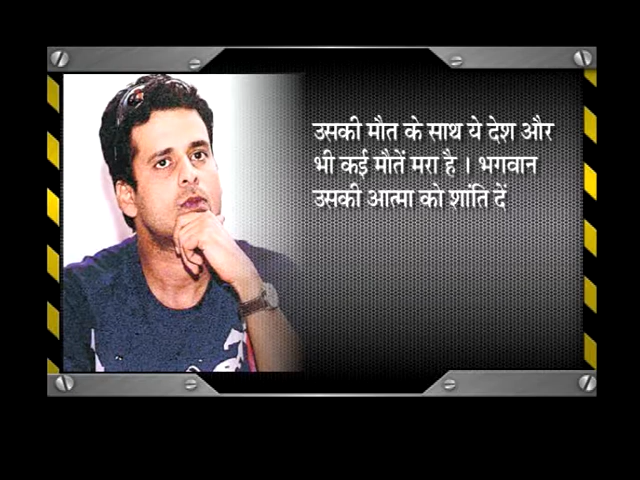 उसकी मौत के साथ ये देश और
भी कई मौतें मरा है । भगवान
उसकी आत्मा को शांति दें